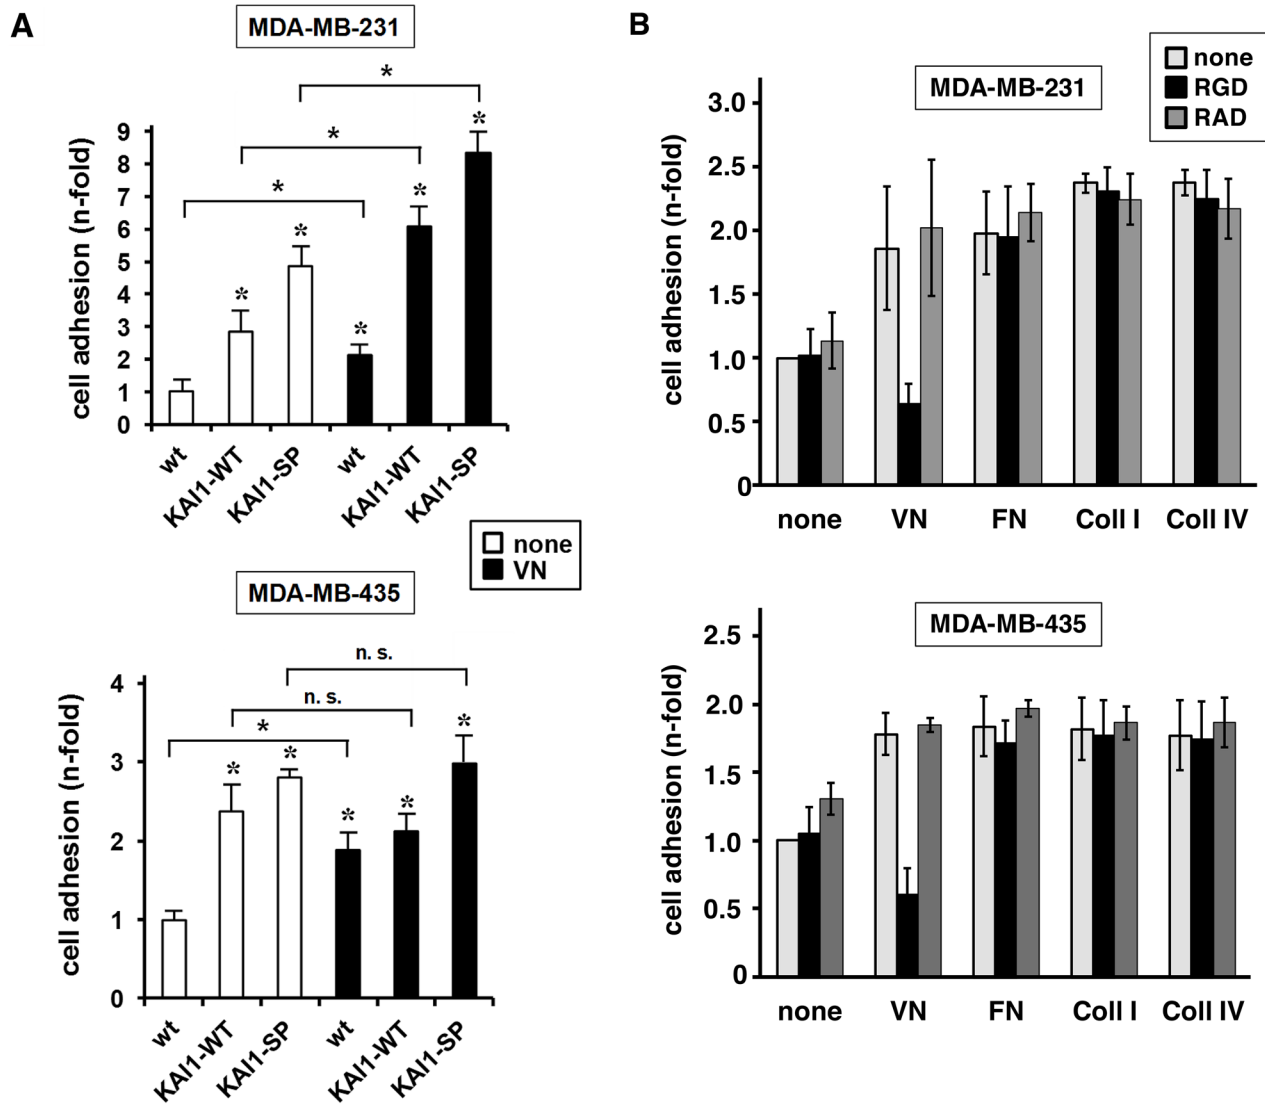 A
MDA-MB-231
cell adhesion (n-fold)
9
8
7
6
5
4
3
2
1
0
*
*
*
*
*
*
*
*
wt
KAI1-WT
KAI1-SP
wt
KAI1-WT
KAI1-SP
none
VN
MDA-MB-435
cell adhesion (n-fold)
4
3
2
1
0
n. s.
n. s.
*
*
*
*
*
*
wt
KAI1-WT
KAI1-SP
wt
KAI1-WT
KAI1-SP
B
none
RGD
RAD
MDA-MB-231
cell adhesion (n-fold)
3.0
2.5
2.0
1.5
1.0
0.5
0
none VN FN Coll I Coll IV
MDA-MB-435
cell adhesion (n-fold)
2.5
2.0
1.5
1.0
0.5
0
none VN FN Coll I Coll IV